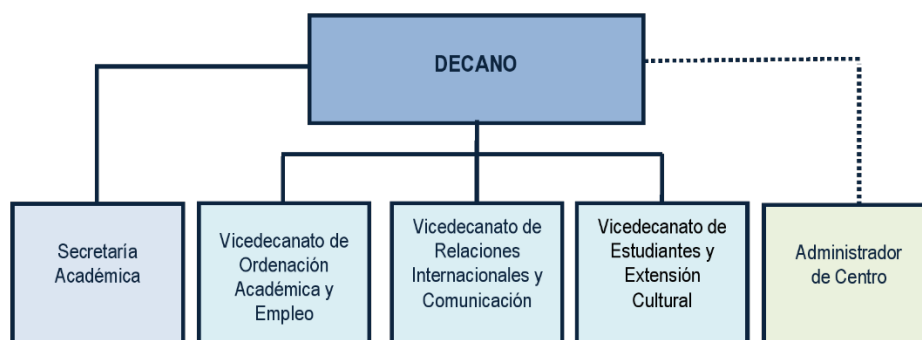 DECANO
Secretaría
Académica
Vicedecanato de
Ordenación
Académica y
Empleo
Vicedecanato de
Relaciones
Internacionales y
Comunicación
Vicedecanato de
Estudiantes y
Extensión
Cultural
Administrador
de Centro